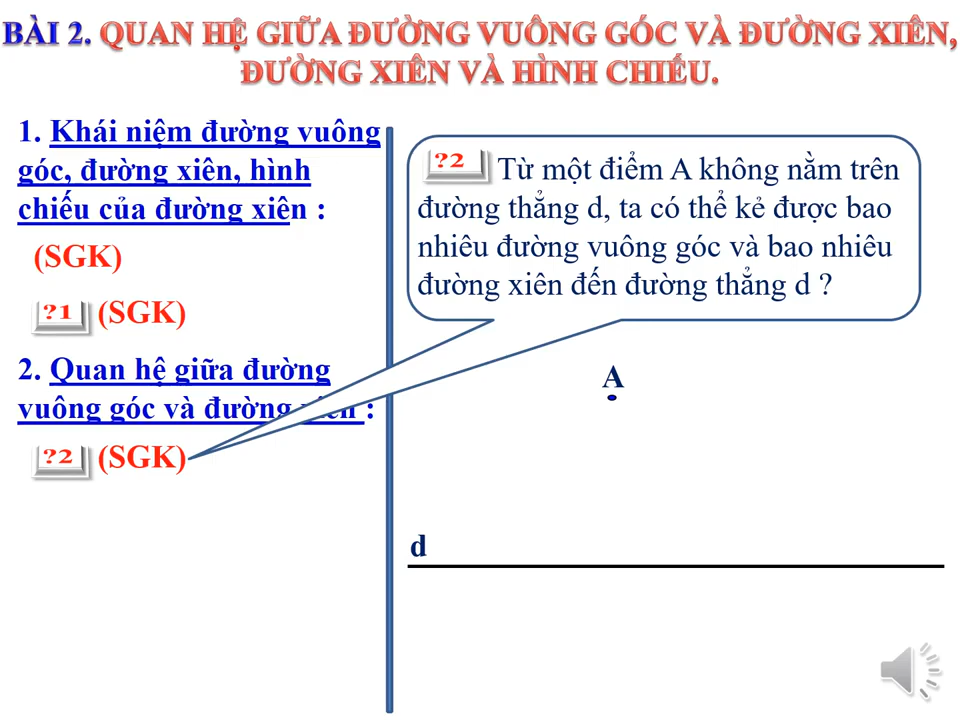 BÀI 2. QUAN HỆ GIỮA ĐƯỜNG VUÔNG GÓC VÀ ĐƯỜNG XIÊN,
ĐƯỜNG XIÊN VÀ HÌNH CHIẾU.
1. Khái niệm đường vuông
góc, đường xiên, hình
chiếu của đường xiên :
(SGK)
?1 (SGK)
2. Quan hệ giữa đường
vuông góc và đường xiên :
?2 (SGK)
?2 Từ một điểm A không nằm trên
đường thẳng d, ta có thể kẻ được bao
nhiêu đường vuông góc và bao nhiêu
đường xiên đến đường thẳng d ?
A
d